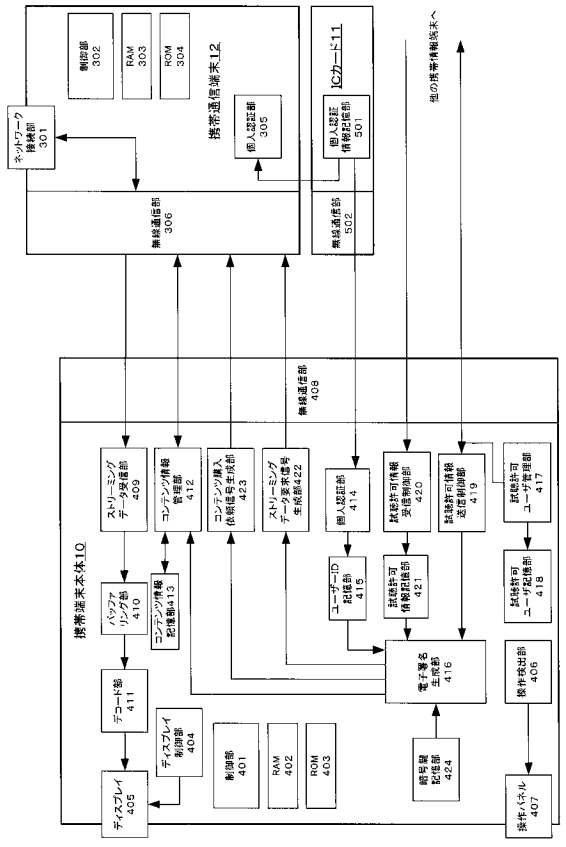 携帯端末本体10
ディスプレイ
405
デコード部
411
バッファ
リング部
410
ストリーミング
データ受信部
409
ディスプレイ
制御部
404
コンテンツ情報
記憶部413
コンテンツ情報
管理部
412
コンテンツ購入
依頼信号生成部
423
ストリーミング
データ要求信号
生成部422
制御部
401
RAM
402
ROM
403
個人認証部
414
ユーザーID
記憶部
415
試聴許可情報
受信制御部
420
試聴許可
情報記憶部
421
試聴許可情報
送信制御部
419
電子署名
生成部
416
暗号鍵
記憶部
424
試聴許可
ユーザ管理部
417
試聴許可
ユーザ記憶部
418
操作検出部
406
操作パネル
407
無線通信部
408
ネットワーク
接続部
301
制御部
302
RAM
303
ROM
304
携帯通信端末12
個人認証部
305
無線通信部
306
ICカード11
個人認証
情報記憶部
501
無線通信部
502
他の携帯情報端末へ